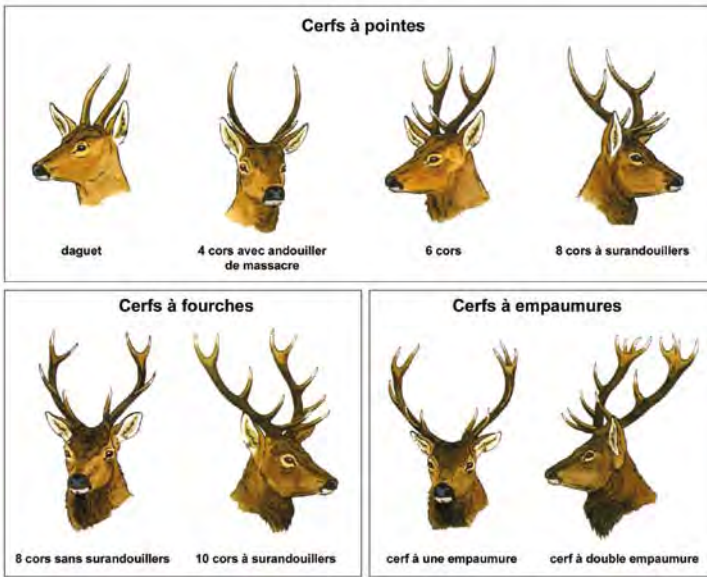 Cerfs à pointes
daguet
4 cors avec andouiller
de massacre
6 cors
8 cors à surandouillers
Cerfs à fourches
8 cors sans surandouillers
10 cors à surandouillers
Cerfs à empaumures
cerf à une empaumure
cerf à double empaumure